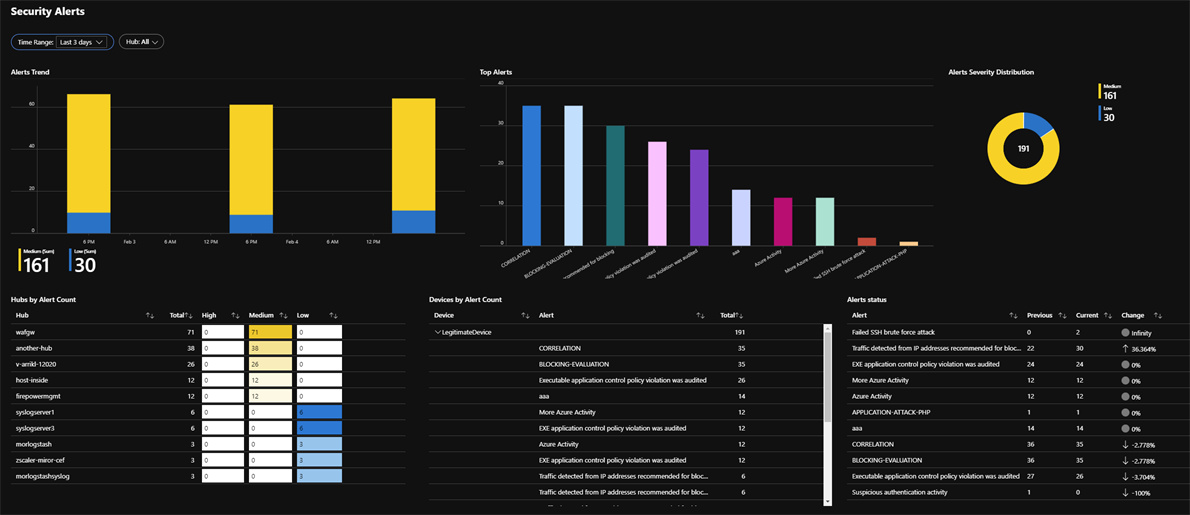 Security Alerts
Time Range: Last 3 days
Hub: All
Alerts Trend
60
40
20
0
6 PM Feb 3 6 AM 12 PM 6 PM Feb 4 6 AM 12 PM
Medium (Sum)
161
Low (Sum)
30
Top Alerts
40
30
20
10
0
CORRELATION
BLOCKING-EVALUATION
ecommended for blocking
policy violation was audited
policy violation was audited
aaa
Azure Activity
More Azure Activity
iled SSH brute force attack
APPLICATION-ATTACK-PHP
Alerts Severity Distribution
191
Medium
161
Low
30
Hubs by Alert Count
Hub Total High Medium Low
wafgw 71 0 71 0
another-hub 38 0 38 0
v-arrikl-12020 26 0 26 0
host-inside 12 0 12 0
firepowermgmt 12 0 12 0
syslogserver1 6 0 0 6
syslogserver3 6 0 0 6
morlogstash 3 0 0 3
zscaler-miror-cef 3 0 0 3
morlogstashsyslog 3 0 0 3
Devices by Alert Count
Device Alert Total
LegitimateDevice 191
CORRELATION 35
BLOCKING-EVALUATION 35
Executable application control policy violation was audited 26
aaa 14
More Azure Activity 12
EXE application control policy violation was audited 12
Azure Activity 12
EXE application control policy violation was audited 12
Traffic detected from IP addresses recommended for bloc... 6
Traffic detected from IP addresses recommended for bloc... 6
Alerts status
Alert Previous Current Change
Failed SSH brute force attack 0 2 Infinity
Traffic detected from IP addresses recommended for bloc... 22 30 36.364%
EXE application control policy violation was audited 24 24 0%
More Azure Activity 12 12 0%
Azure Activity 12 12 0%
APPLICATION-ATTACK-PHP 1 1 0%
aaa 14 14 0%
CORRELATION 36 35 -2.778%
BLOCKING-EVALUATION 36 35 -2.778%
Executable application control policy violation was audited 27 26 -3.704%
Suspicious authentication activity 1 0 -100%